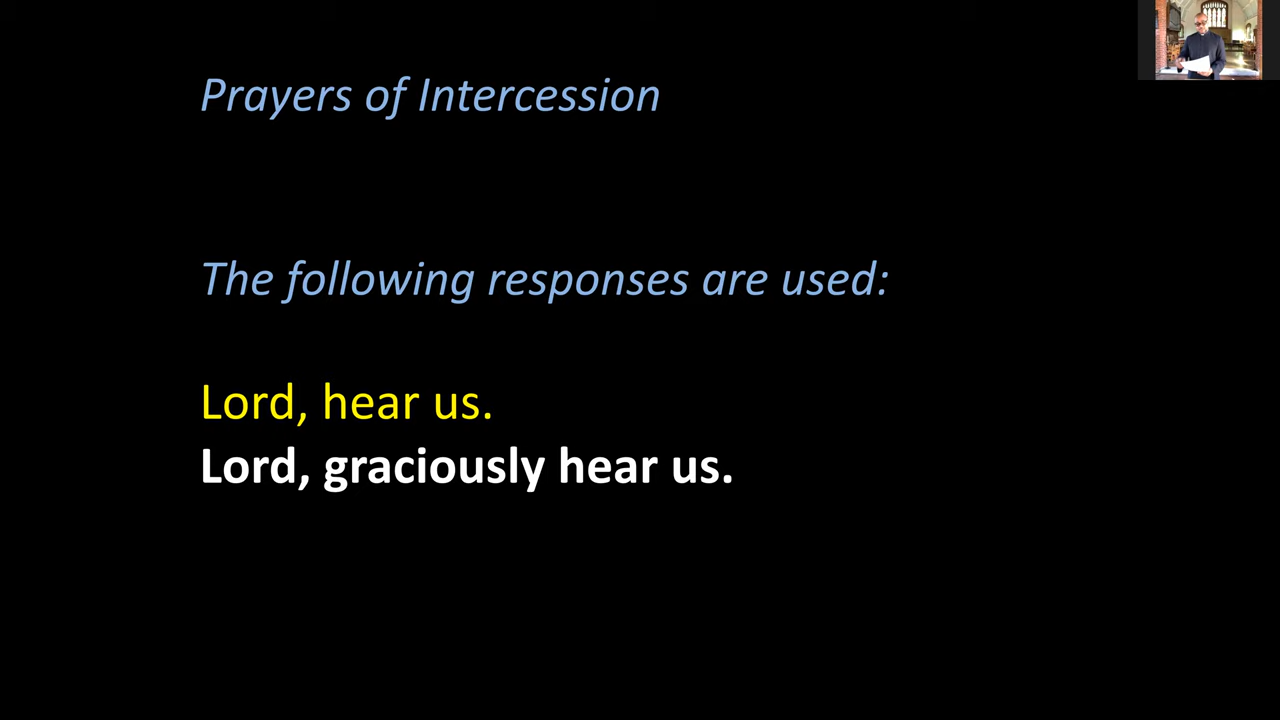 Prayers of Intercession
The following responses are used:
Lord, hear us.
Lord, graciously hear us.